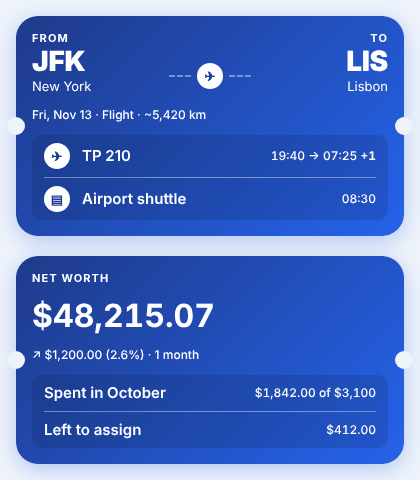 FROM TO
JFK LIS
New York Lisbon
Fri, Nov 13 · Flight · ~5,420 km
TP 210 19:40 → 07:25 +1
Airport shuttle 08:30
NET WORTH
$48,215.07
↗ $1,200.00 (2.6%) · 1 month
Spent in October $1,842.00 of $3,100
Left to assign $412.00